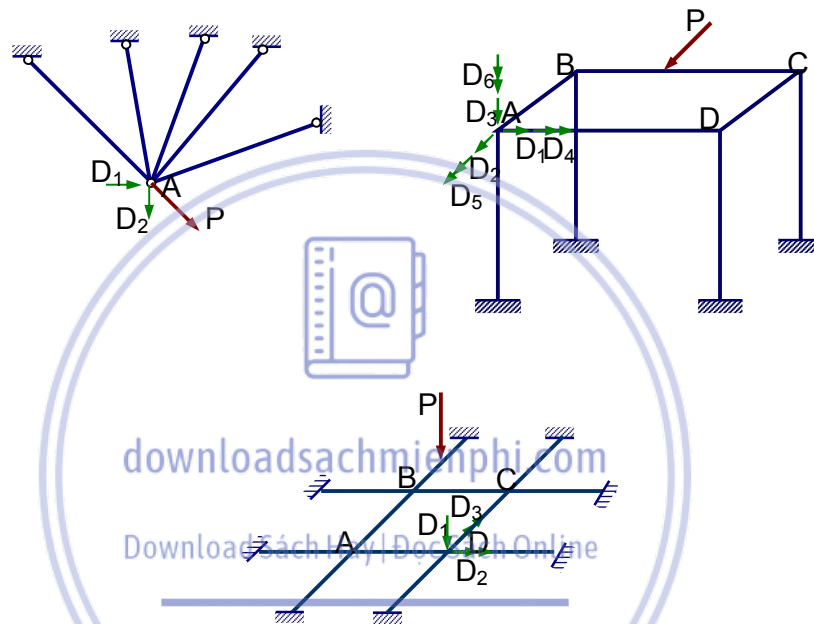 P
B
C
D₆
D₃
A
D
D₁
D₄
D₂
D₅
D₁
A
D₂
P
P
downloadsachmienphi.com
B
C
D₃
D₁
A
D
Download Sách Hay | Đọc Sách Online
D₂